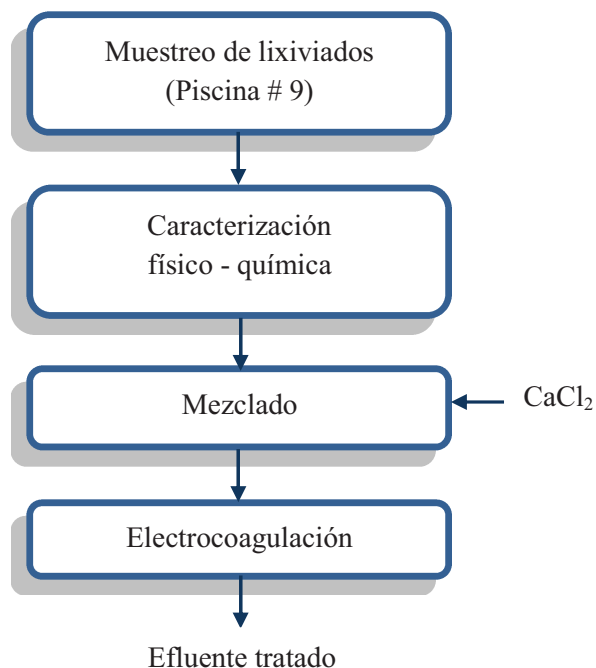 Muestreo de lixiviados
(Piscina # 9)
Caracterización
físico - química
Mezclado
CaCl₂
Electrocoagulación
Efluente tratado